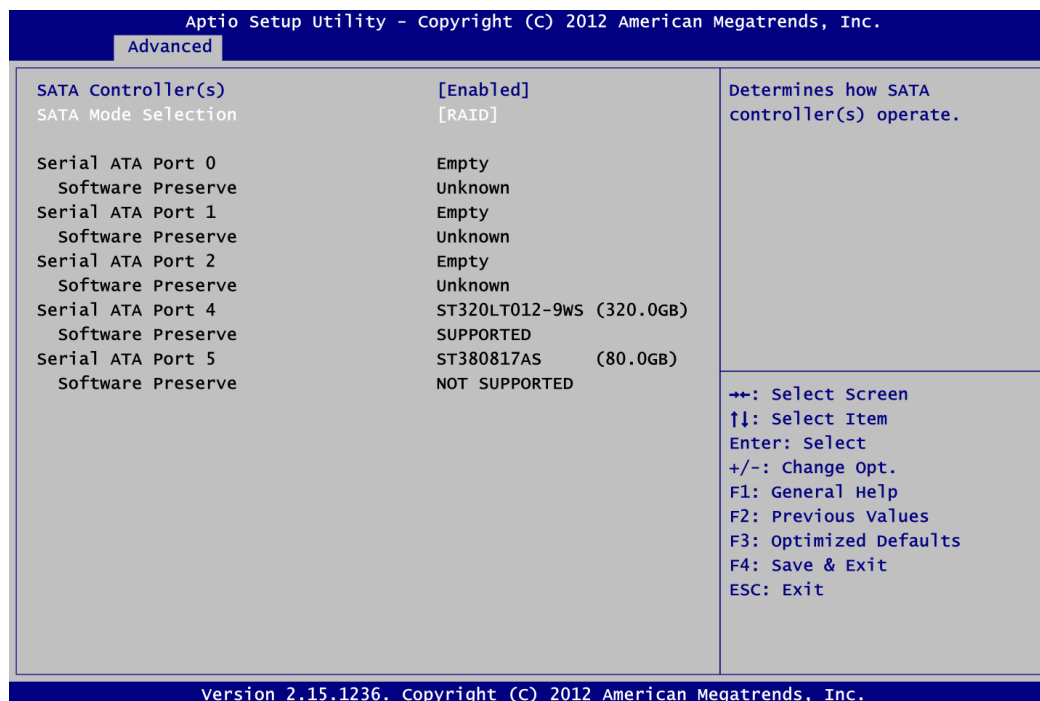 Aptio Setup Utility - Copyright (C) 2012 American Megatrends, Inc.
Advanced
SATA Controller(s) [Enabled]
SATA Mode Selection [RAID]
Serial ATA Port 0 Empty
Software Preserve Unknown
Serial ATA Port 1 Empty
Software Preserve Unknown
Serial ATA Port 2 Empty
Software Preserve Unknown
Serial ATA Port 4 ST320LT012-9WS (320.0GB)
Software Preserve SUPPORTED
Serial ATA Port 5 ST380817AS (80.0GB)
Software Preserve NOT SUPPORTED
Determines how SATA
controller(s) operate.
→←: Select Screen
↑↓: Select Item
Enter: Select
+/-: Change Opt.
F1: General Help
F2: Previous Values
F3: Optimized Defaults
F4: Save & Exit
ESC: Exit
Version 2.15.1236. Copyright (C) 2012 American Megatrends, Inc.